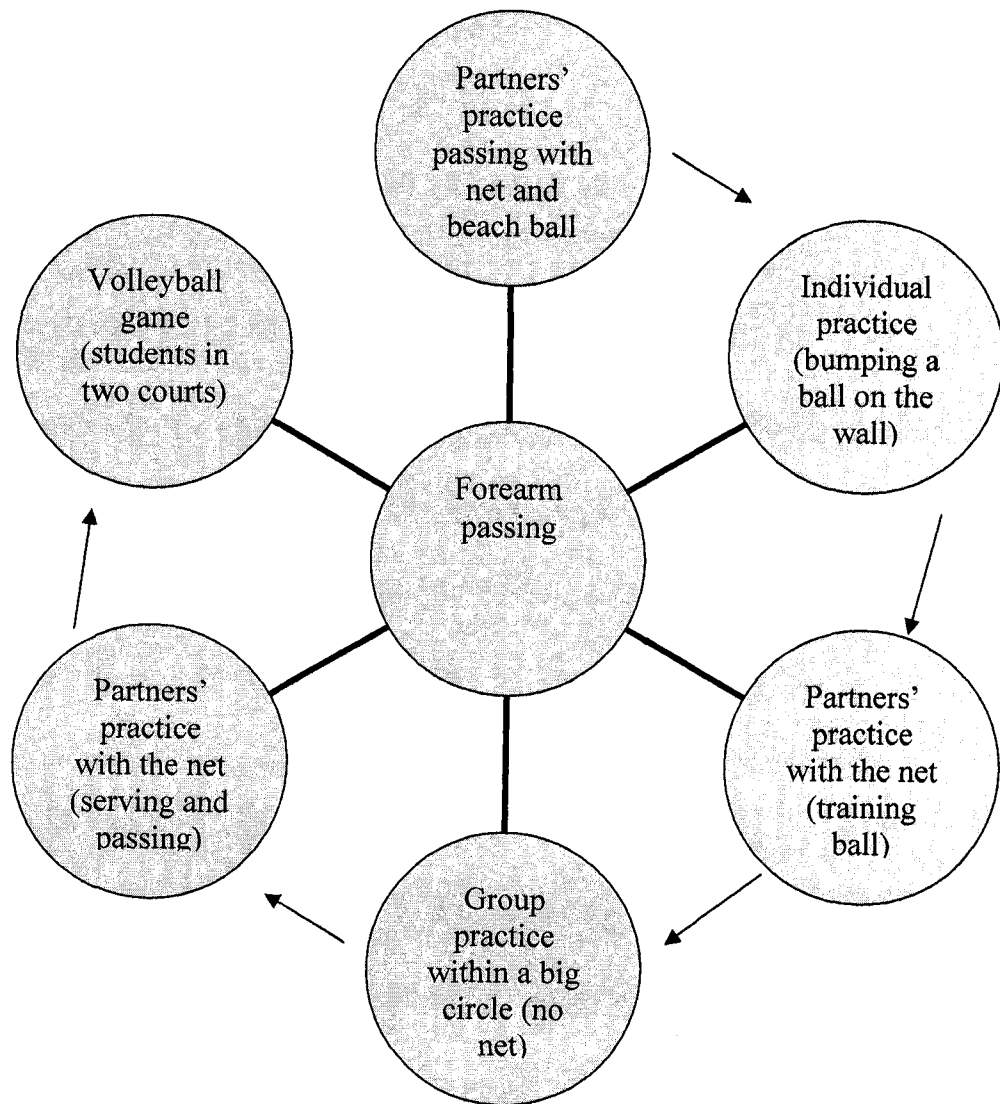 Partners'
practice
passing with
net and
beach ball
Individual
practice
(bumping a
ball on the
wall)
Partners'
practice
with the net
(training
ball)
Group
practice
within a big
circle (no
net)
Partners'
practice
with the net
(serving and
passing)
Volleyball
game
(students in
two courts)
Forearm
passing